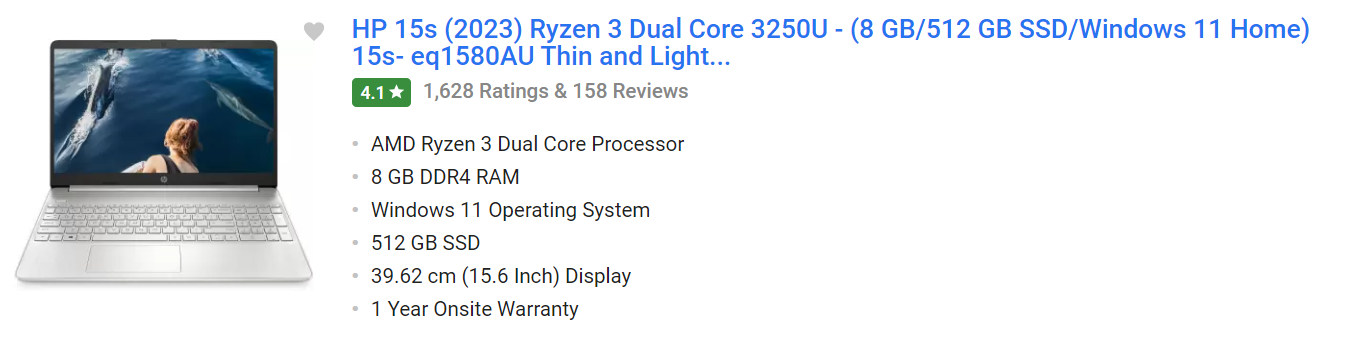 HP 15s (2023) Ryzen 3 Dual Core 3250U - (8 GB/512 GB SSD/Windows 11 Home)
15s- eq1580AU Thin and Light...
4.1★ 1,628 Ratings & 158 Reviews
• AMD Ryzen 3 Dual Core Processor
• 8 GB DDR4 RAM
• Windows 11 Operating System
• 512 GB SSD
• 39.62 cm (15.6 Inch) Display
• 1 Year Onsite Warranty